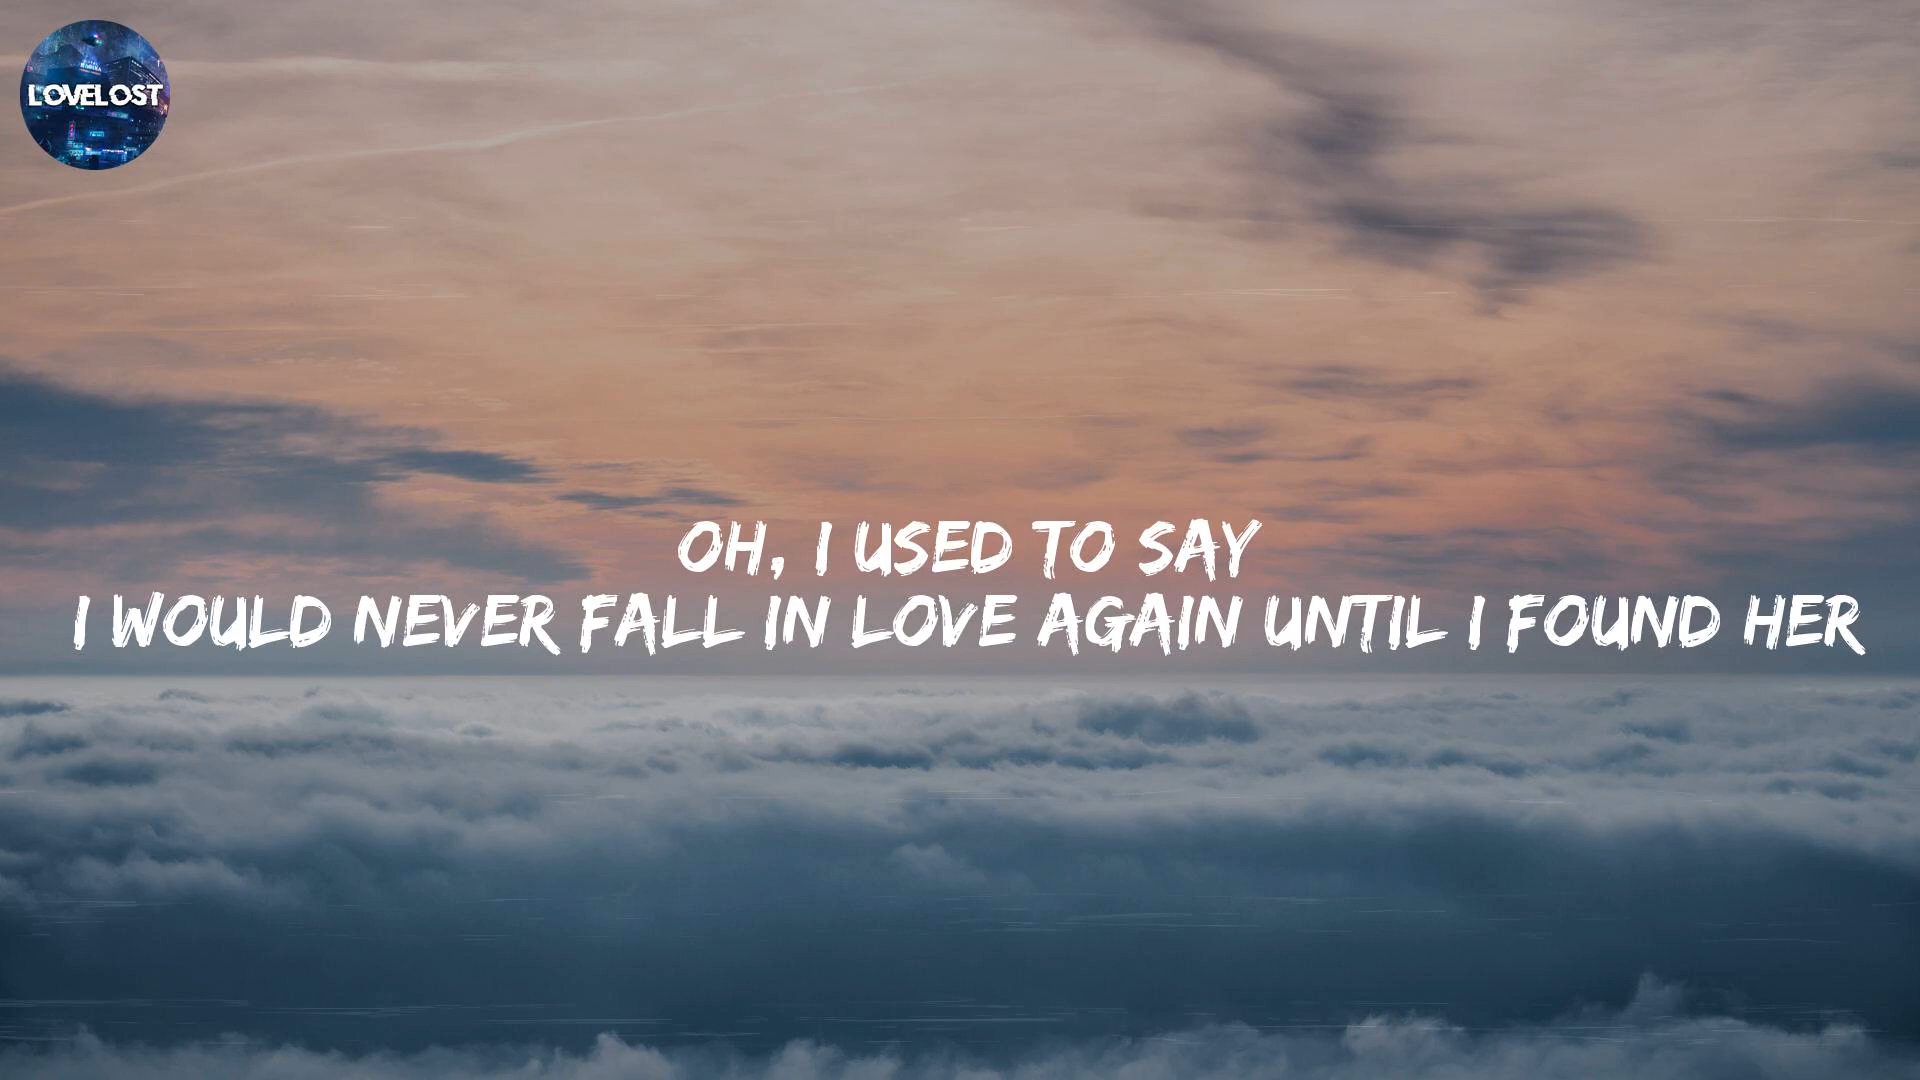 LOVELOST
OH, I USED TO SAY
I WOULD NEVER FALL IN LOVE AGAIN UNTIL I FOUND HER